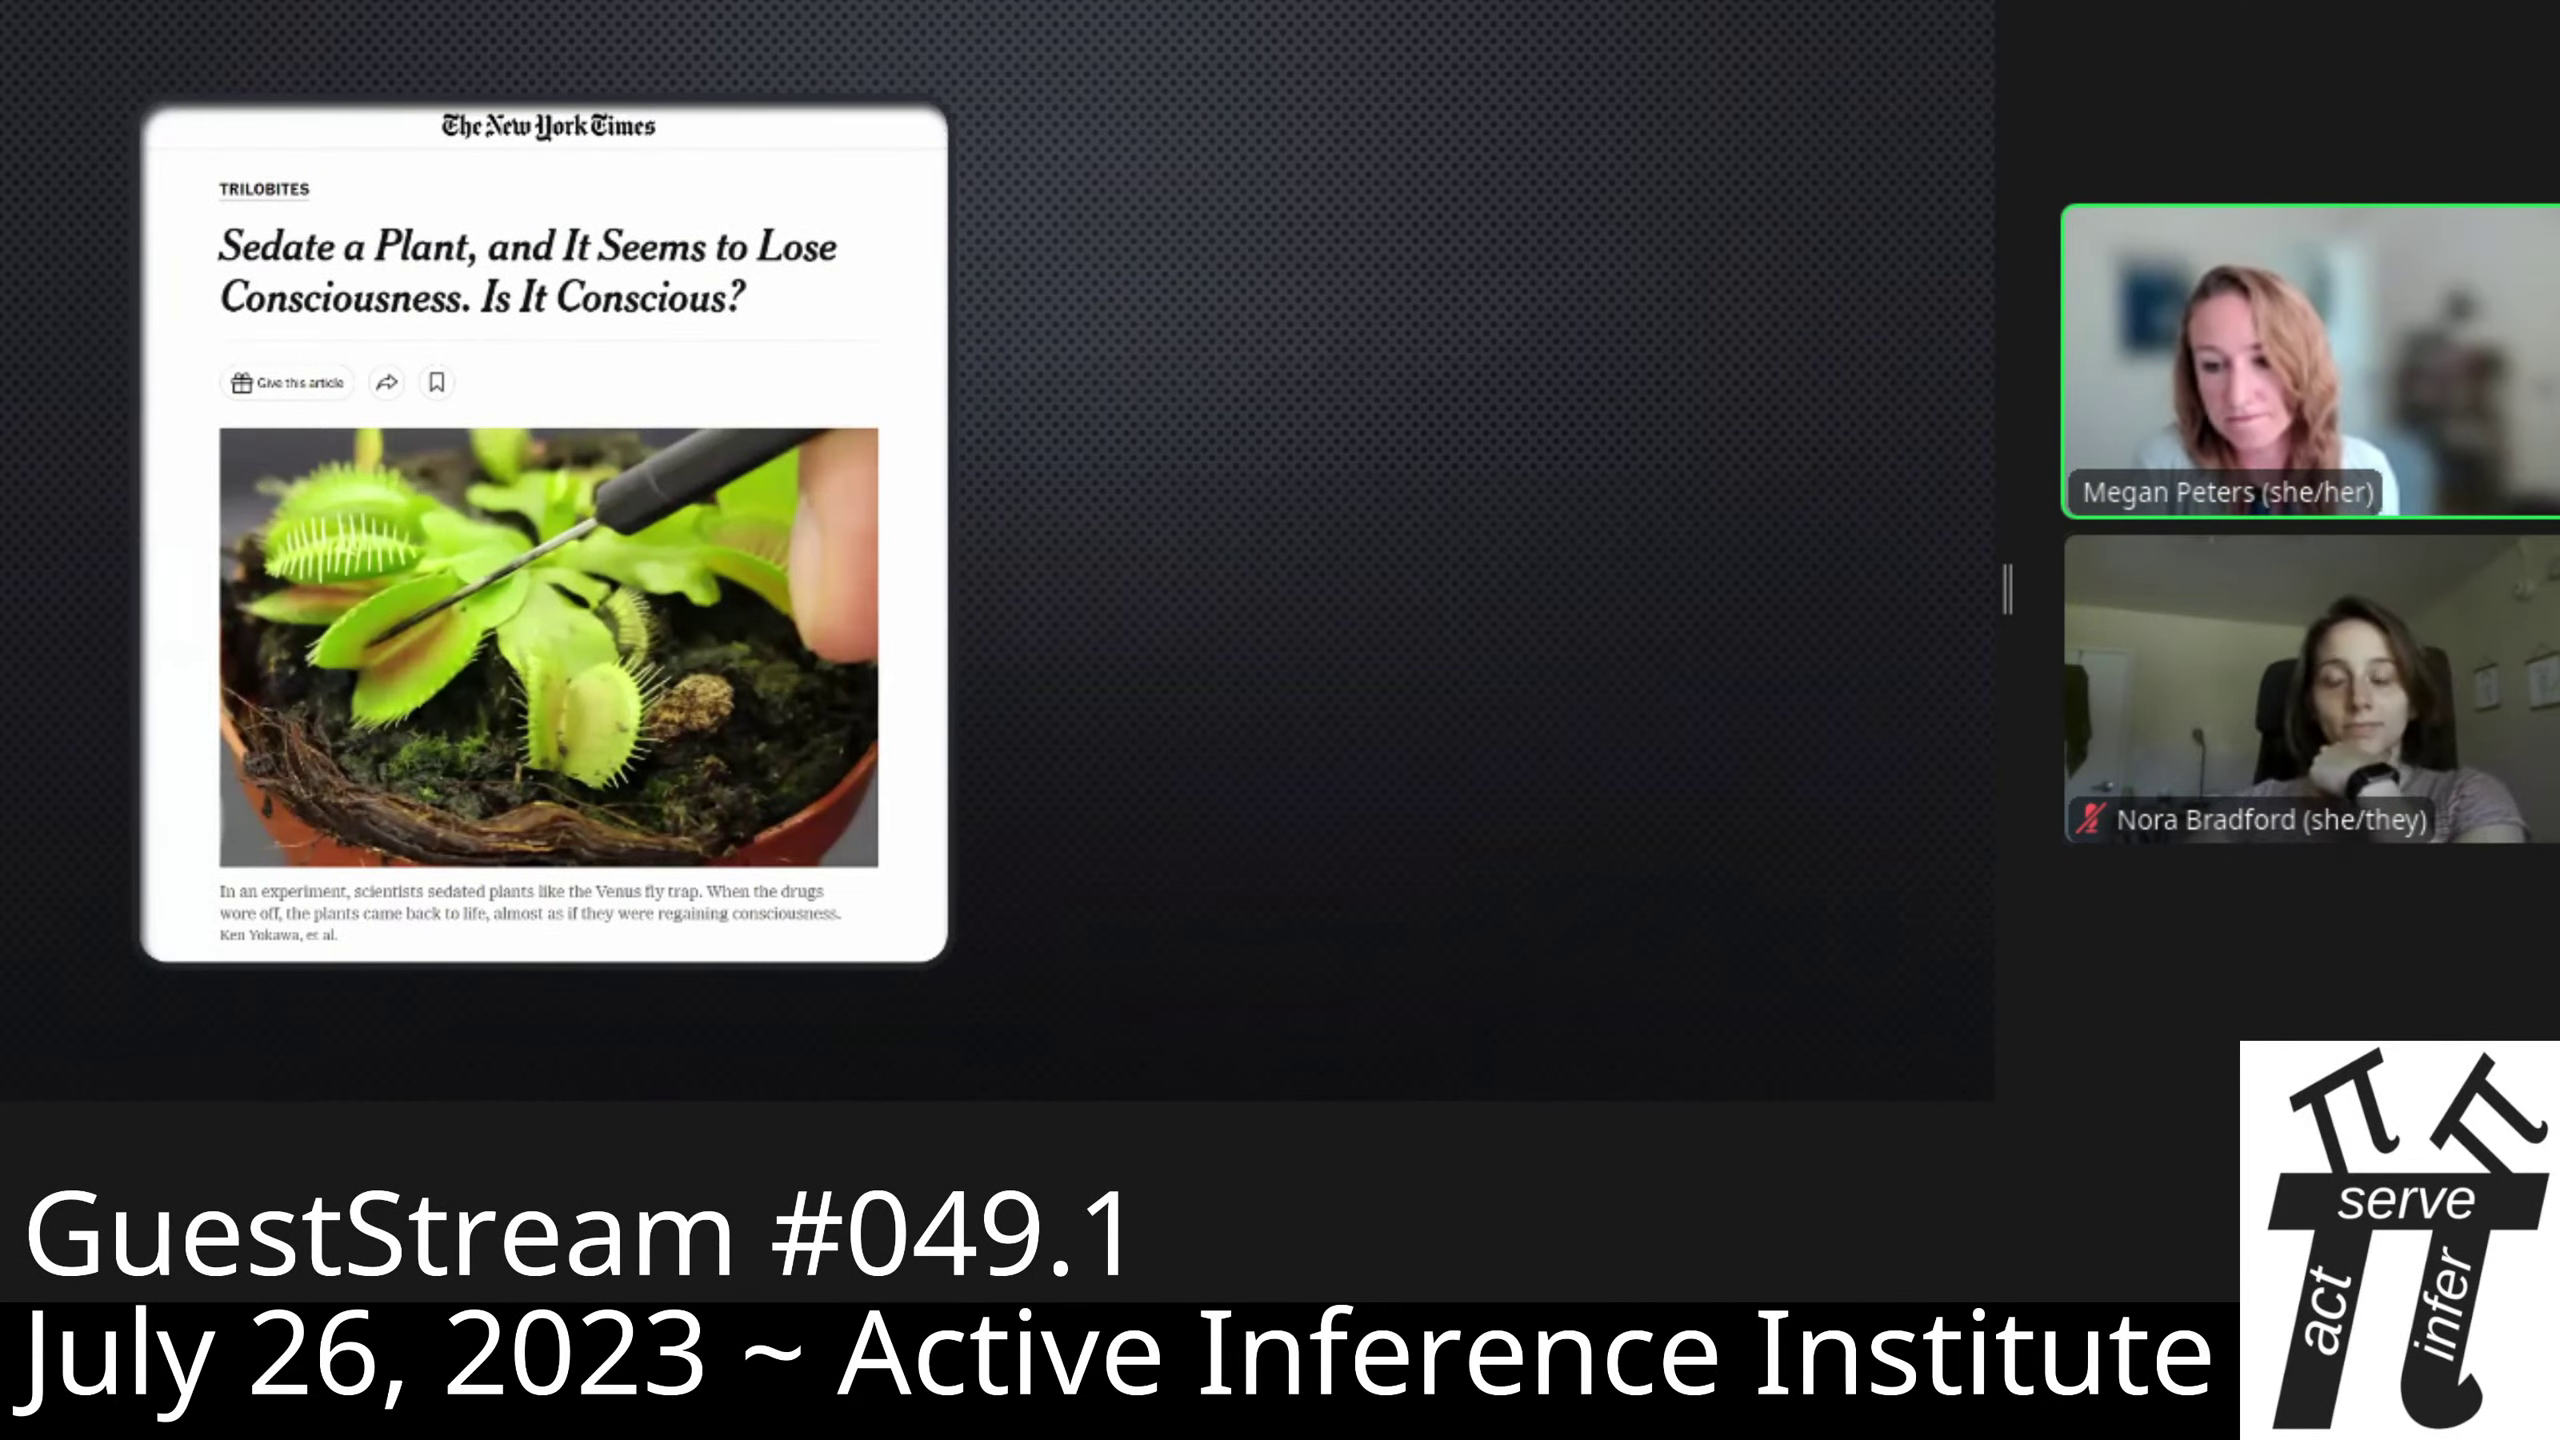 The New York Times
TRILOBITES
Sedate a Plant, and It Seems to Lose
Consciousness. Is It Conscious?
Give this article
In an experiment, scientists sedated plants like the Venus fly trap. When the drugs
wore off, the plants came back to life, almost as if they were regaining consciousness.
Ken Yokawa, et al.
Megan Peters (she/her)
Nora Bradford (she/they)
GuestStream #049.1
July 26, 2023 ~ Active Inference Institute
serve
act
infer